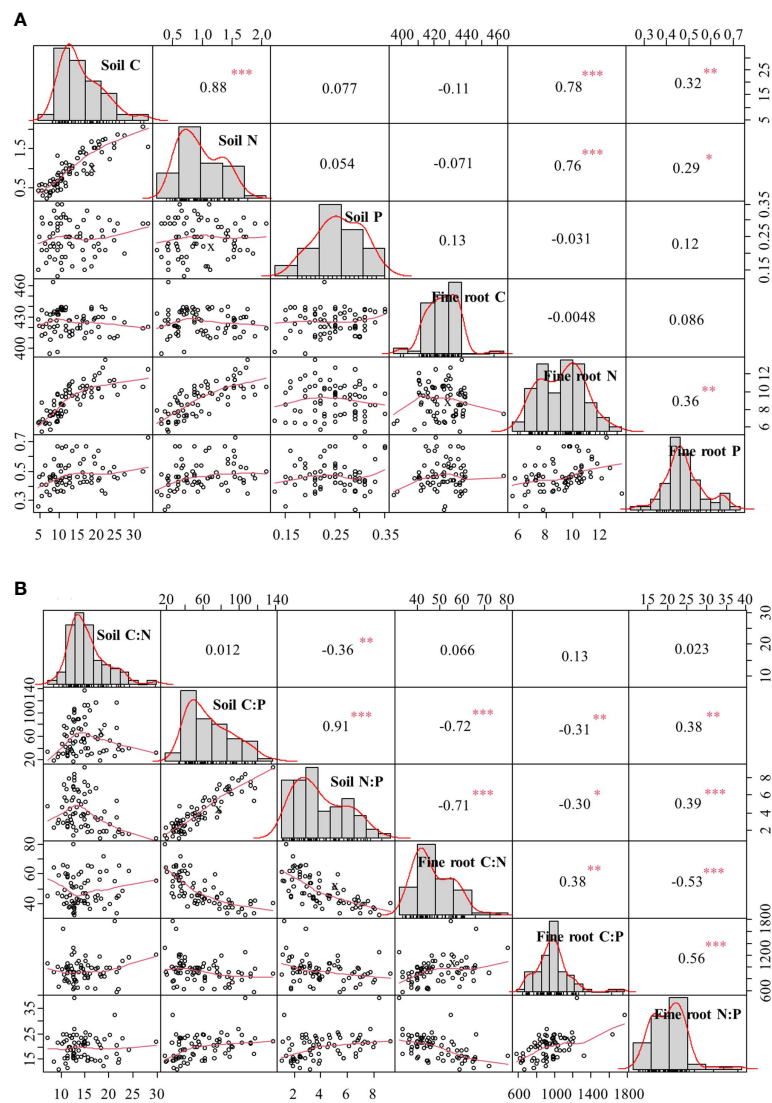 A
0.5 1.0 1.5 2.0
400 420 440 460
0.3 0.4 0.5 0.6 0.7
Soil C
0.88 ***
0.077
-0.11
0.78 ***
0.32 **
5 15 25
0.5 1.5
Soil N
0.054
-0.071
0.76 ***
0.29 *
X
Soil P
0.13
-0.031
0.12
0.15 0.25 0.35
400 430 460
Fine root C
-0.0048
0.086
Fine root N
0.36 **
6 8 10 12
0.3 0.5 0.7
Fine root P
5 10 15 20 25 30
0.15 0.25 0.35
6 8 10 12
B
20 60 100 140
40 50 60 70 80
15 20 25 30 35 40
Soil C:N
0.012
-0.36 **
0.066
0.13
0.023
10 20 30
20 60 100 140
X
Soil C:P
0.91 ***
-0.72 ***
-0.31 **
0.38 **
Soil N:P
-0.71 ***
-0.30 *
0.39 ***
2 4 6 8
40 60 80
Fine root C:N
0.38 **
-0.53 ***
Fine root C:P
0.56 ***
600 1200 1800
15 25 35
Fine root N:P
10 15 20 25 30
2 4 6 8
600 1000 1400 1800